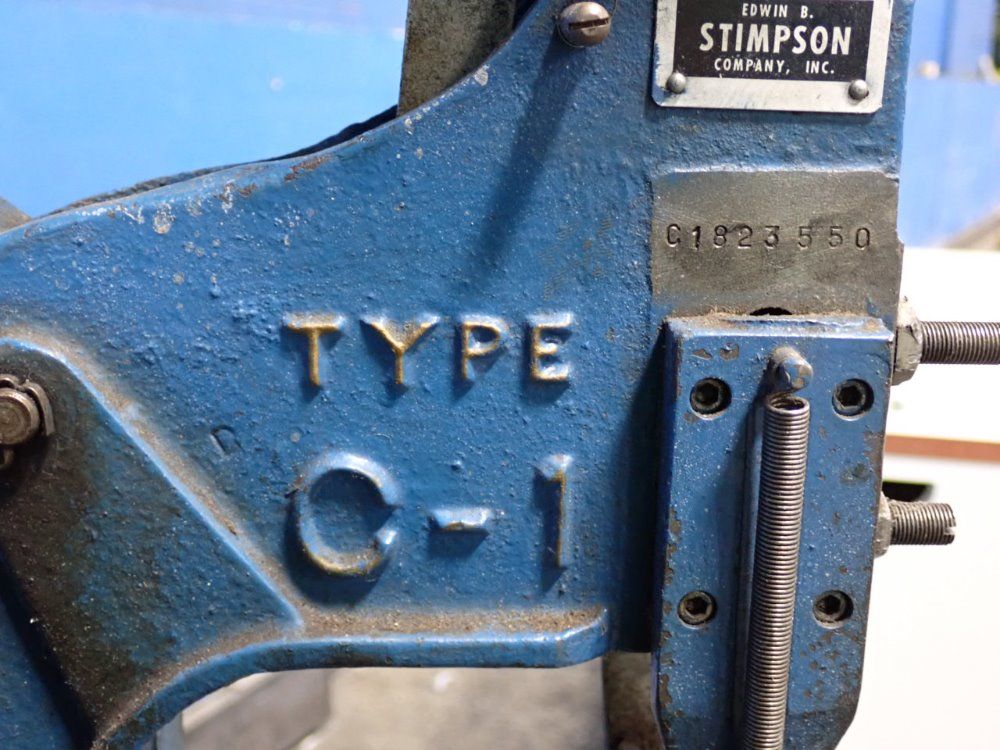 EDWIN B.
STIMPSON
COMPANY, INC.
C1823550
TYPE
C-1